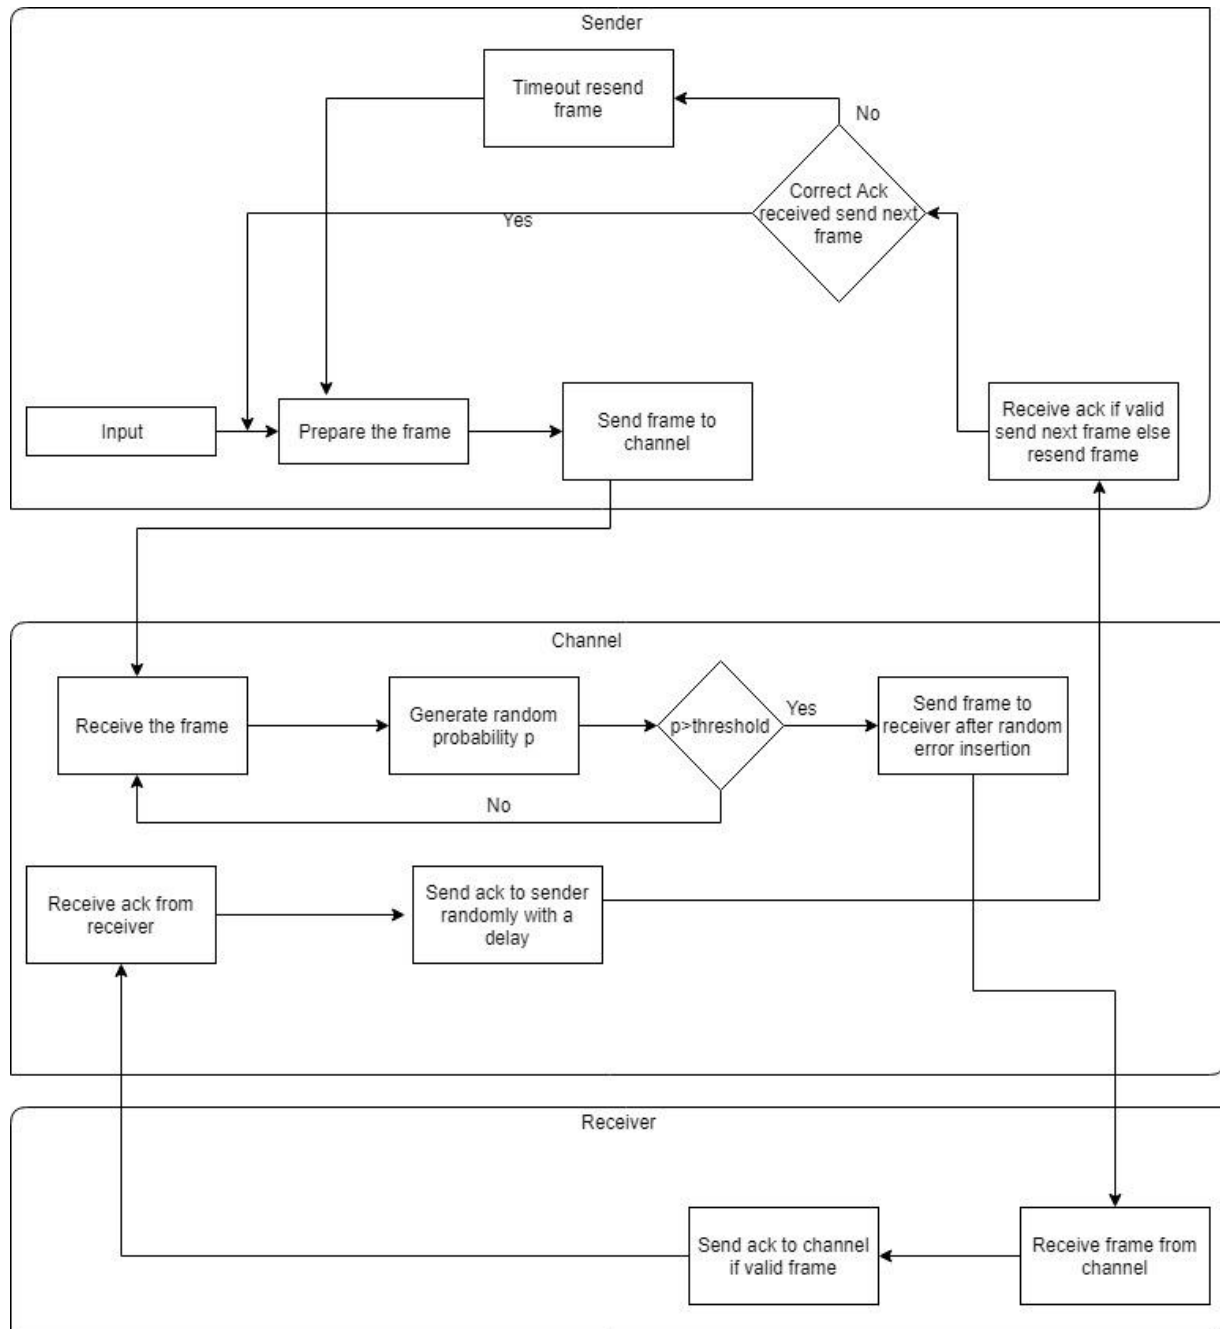 Sender
Timeout resend
frame
No
Correct Ack
received send next
frame
Yes
Input
Prepare the frame
Send frame to
channel
Receive ack if valid
send next frame else
resend frame
Channel
Receive the frame
Generate random
probability p
p>threshold
Yes
Send frame to
receiver after random
error insertion
No
Receive ack from
receiver
Send ack to sender
randomly with a
delay
Receiver
Send ack to channel
if valid frame
Receive frame from
channel